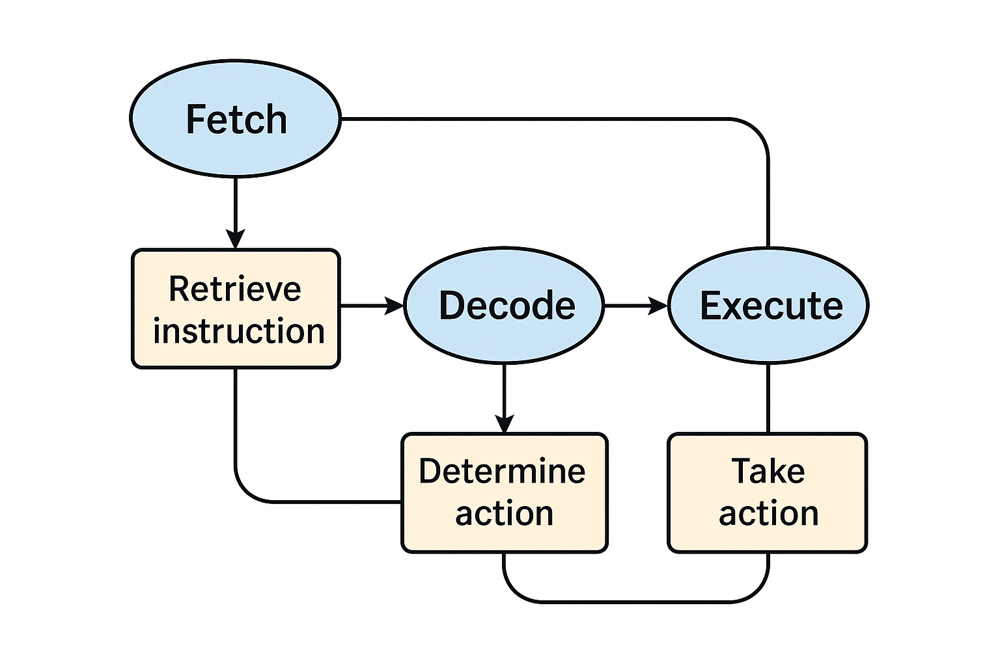 Fetch
Retrieve
instruction
Decode
Execute
Determine
action
Take
action